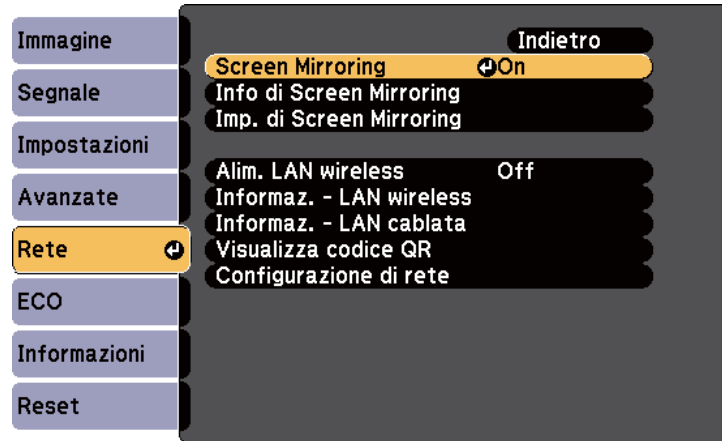 Immagine
Segnale
Impostazioni
Avanzate
Rete
ECO
Informazioni
Reset
Indietro
Screen Mirroring On
Info di Screen Mirroring
Imp. di Screen Mirroring
Alim. LAN wireless Off
Informaz. - LAN wireless
Informaz. - LAN cablata
Visualizza codice QR
Configurazione di rete